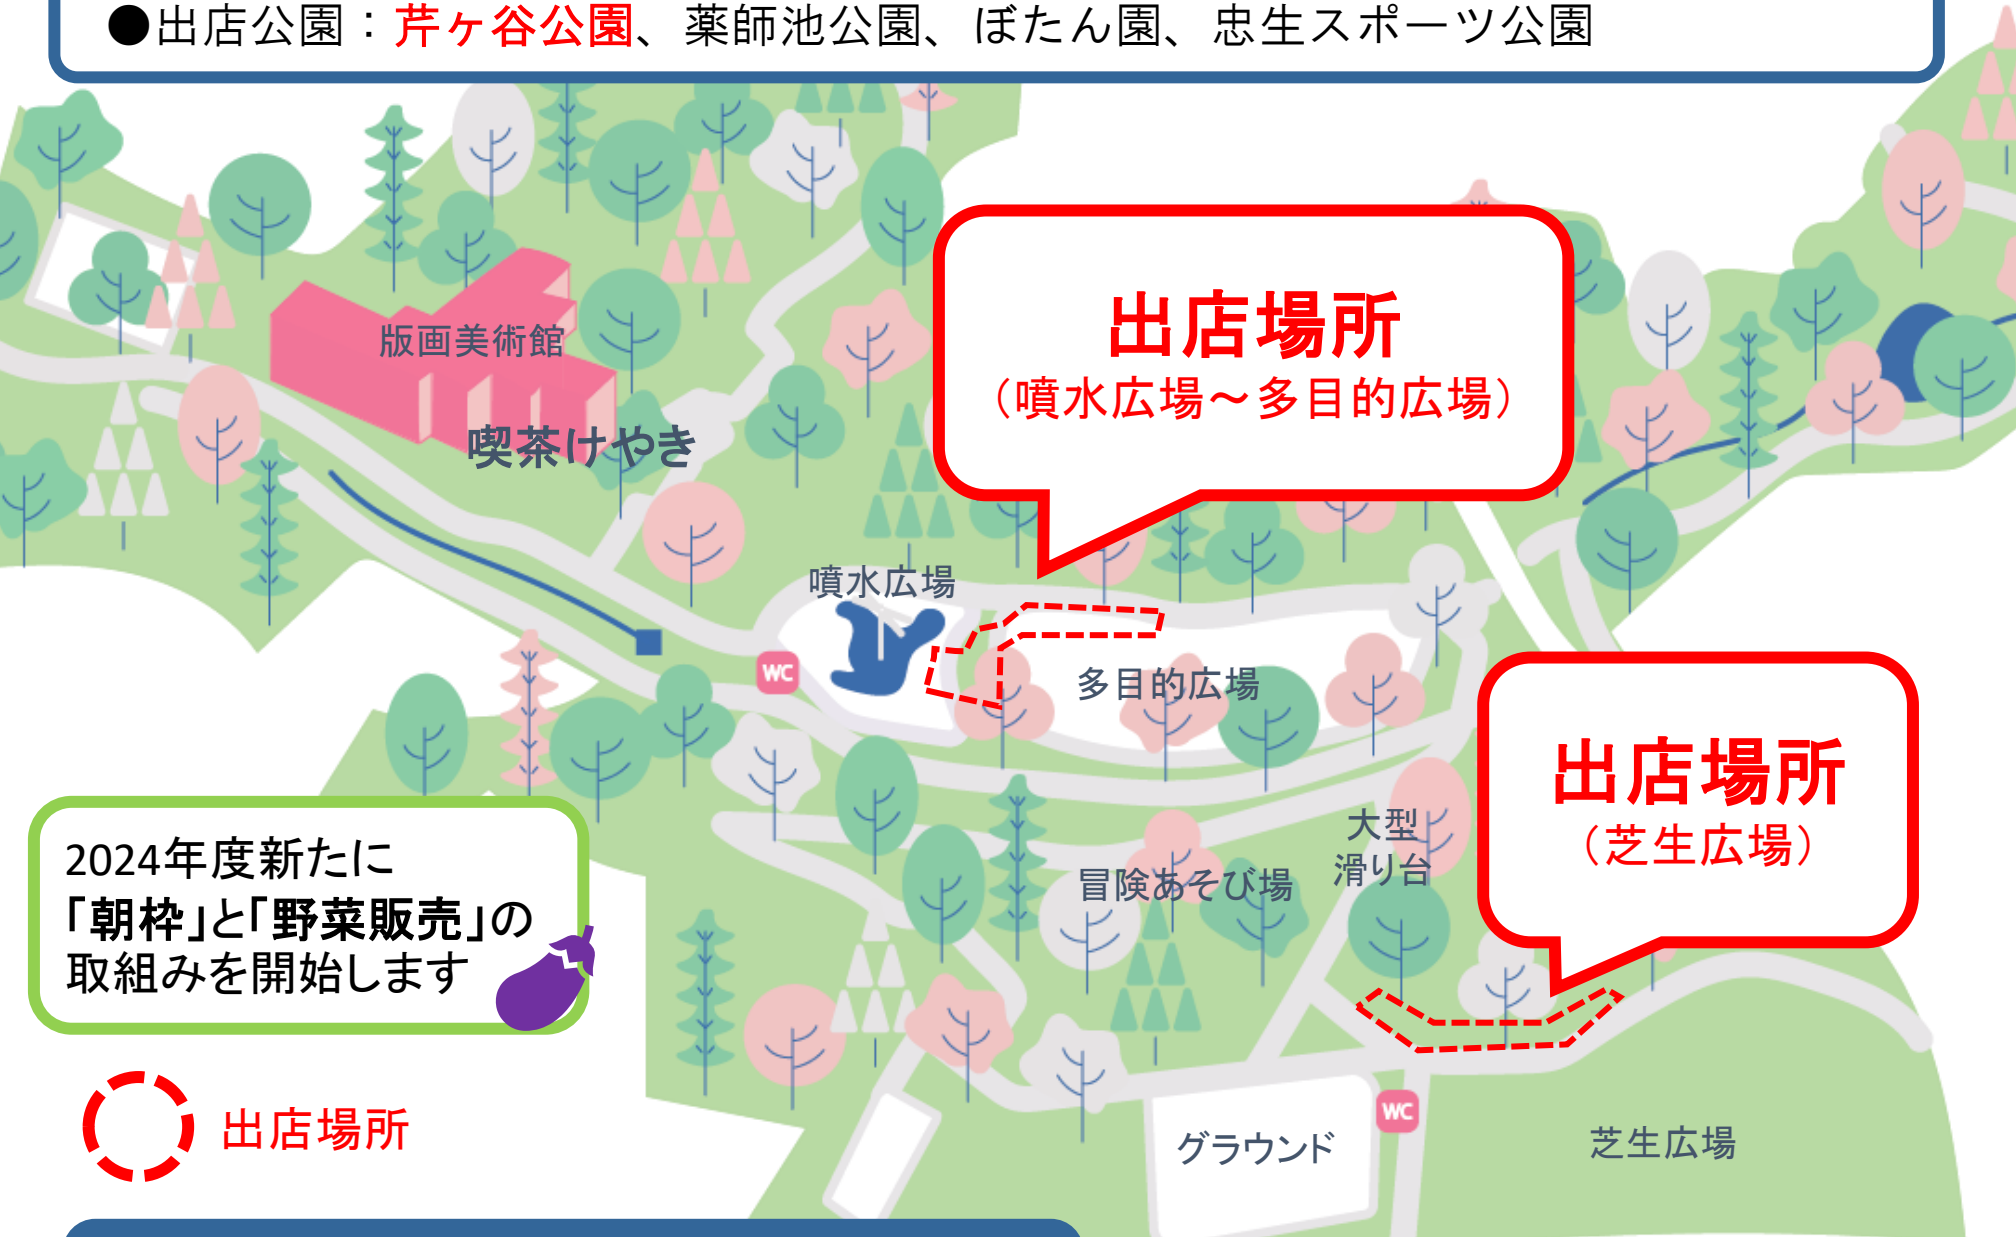 ●出店公園：芹ヶ谷公園、薬師池公園、ぼたん園、忠生スポーツ公園
出店場所
（噴水広場～多目的広場）
版画美術館
喫茶けやき
噴水広場
WC
多目的広場
出店場所
（芝生広場）
大型
滑り台
冒険あそび場
2024年度新たに
「朝枠」と「野菜販売」の
取組みを開始します
出店場所
WC
グラウンド
芝生広場